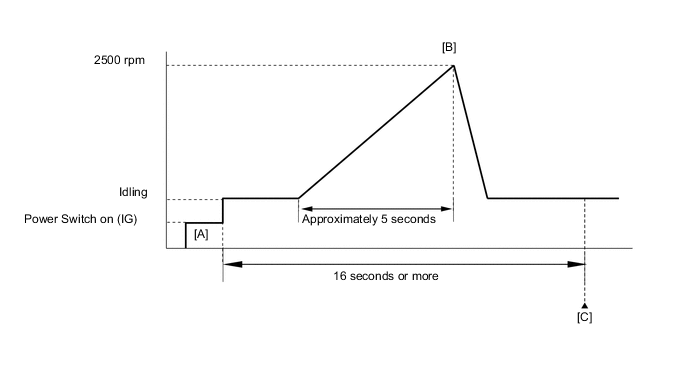 [B]
2500 rpm
Idling
Power Switch on (IG)
[A]
Approximately 5 seconds
16 seconds or more
[C]